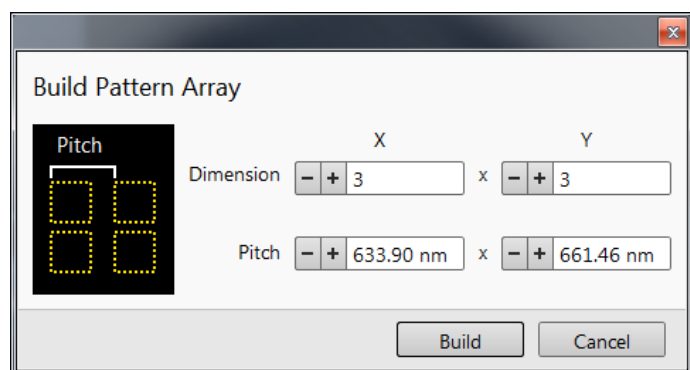 Build Pattern Array
Pitch
X Y
Dimension - + 3 x - + 3
Pitch - + 633.90 nm x - + 661.46 nm
Build Cancel